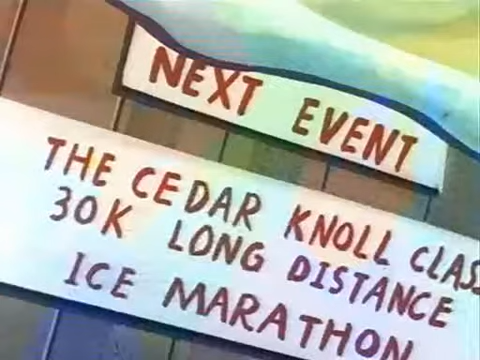 NEXT EVENT
THE CEDAR KNOLL CLAS
30K LONG DISTANCE
ICE MARATHON